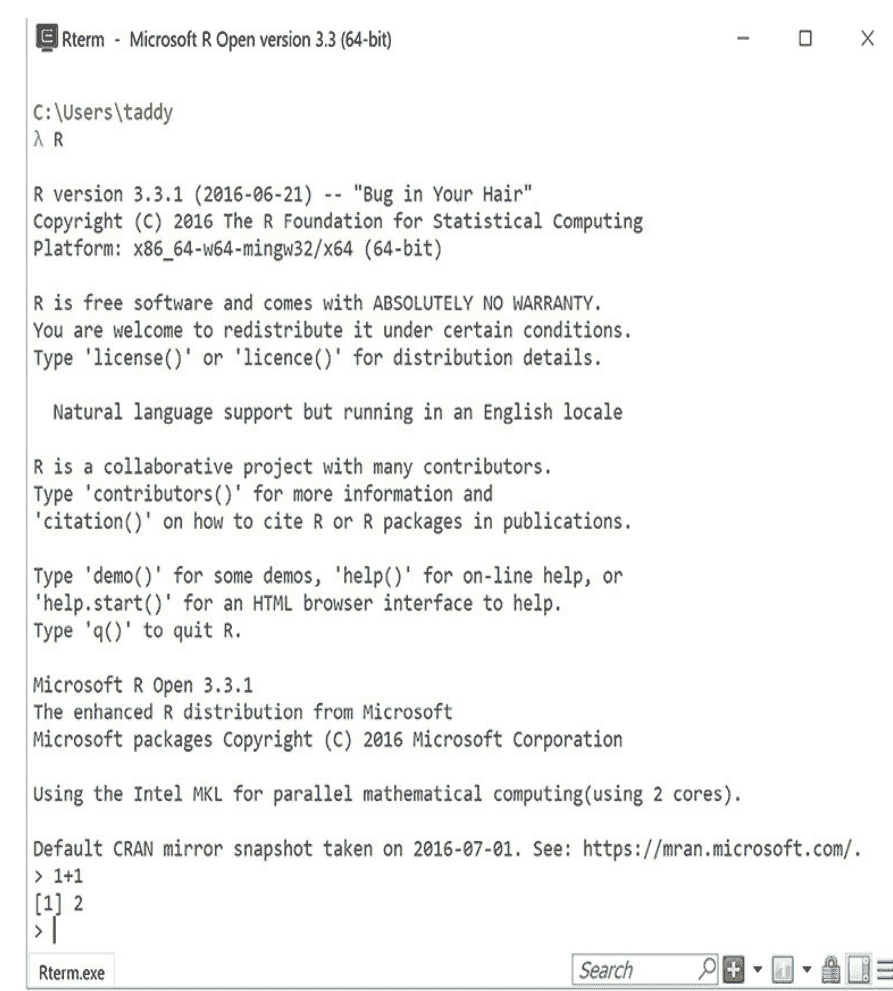 Rterm - Microsoft R Open version 3.3 (64-bit)
C:\Users\taddy
λ R
R version 3.3.1 (2016-06-21) -- "Bug in Your Hair"
Copyright (C) 2016 The R Foundation for Statistical Computing
Platform: x86_64-w64-mingw32/x64 (64-bit)
R is free software and comes with ABSOLUTELY NO WARRANTY.
You are welcome to redistribute it under certain conditions.
Type 'license()' or 'licence()' for distribution details.
Natural language support but running in an English locale
R is a collaborative project with many contributors.
Type 'contributors()' for more information and
'citation()' on how to cite R or R packages in publications.
Type 'demo()' for some demos, 'help()' for on-line help, or
'help.start()' for an HTML browser interface to help.
Type 'q()' to quit R.
Microsoft R Open 3.3.1
The enhanced R distribution from Microsoft
Microsoft packages Copyright (C) 2016 Microsoft Corporation
Using the Intel MKL for parallel mathematical computing(using 2 cores).
Default CRAN mirror snapshot taken on 2016-07-01. See: https://mran.microsoft.com/.
> 1+1
[1] 2
>
Rterm.exe
Search